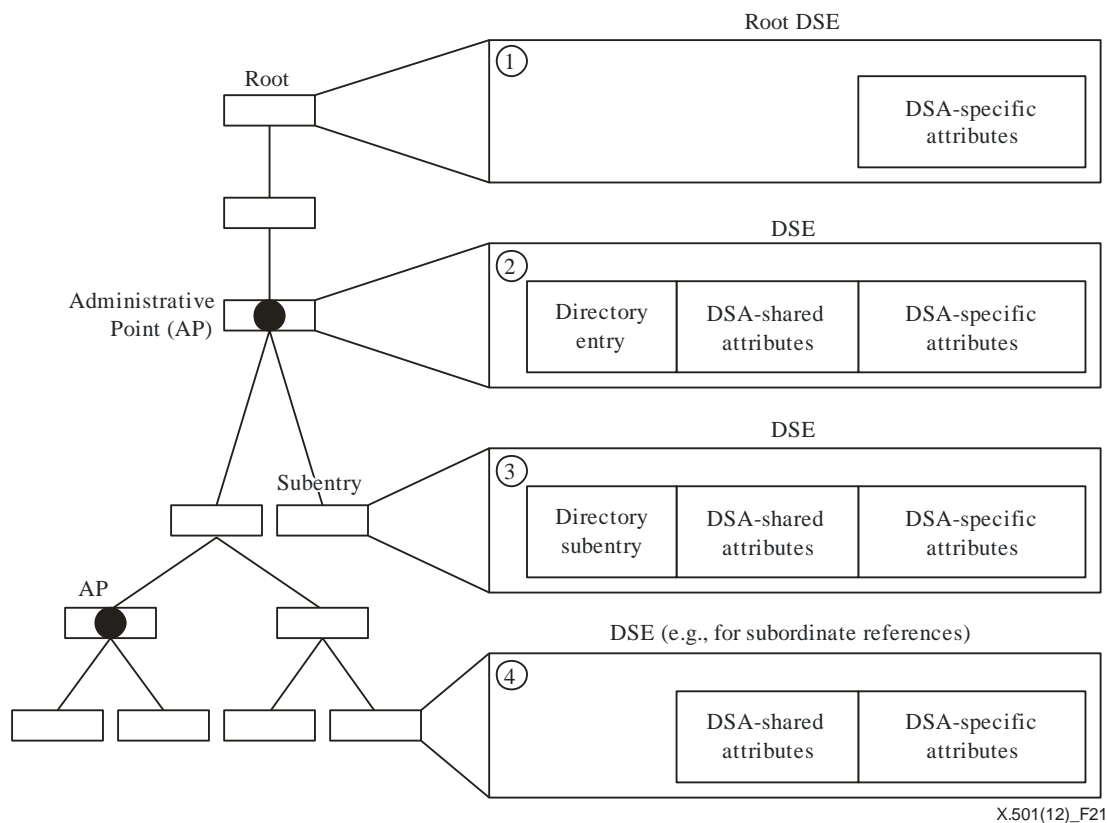 Root DSE
1
Root
DSA-specific
attributes
DSE
2
Administrative
Point (AP)
Directory
entry
DSA-shared
attributes
DSA-specific
attributes
DSE
3
Subentry
Directory
subentry
DSA-shared
attributes
DSA-specific
attributes
AP
DSE (e.g., for subordinate references)
4
DSA-shared
attributes
DSA-specific
attributes
X.501(12)_F21